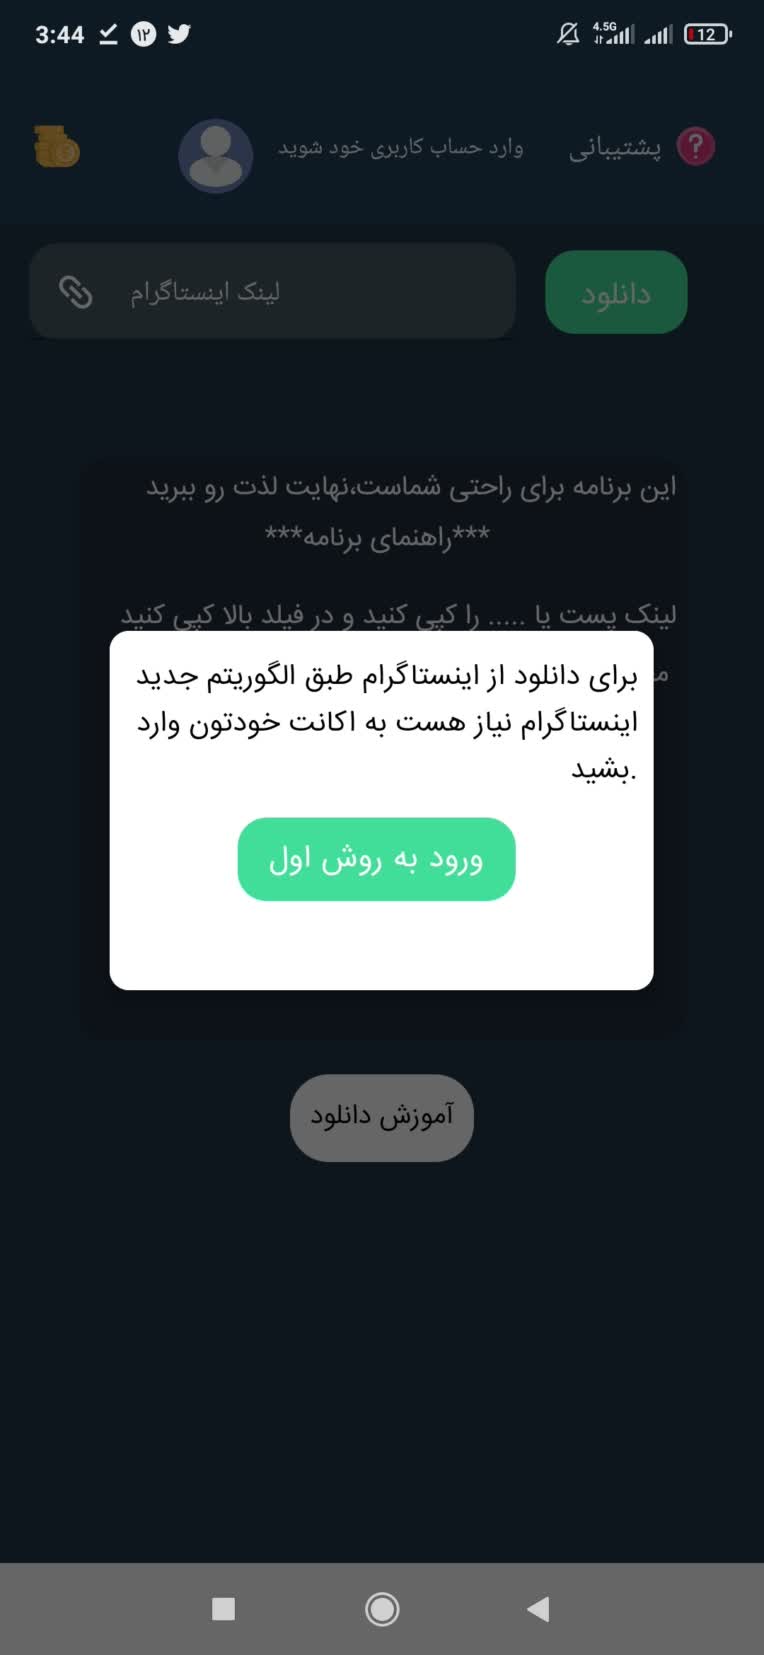 3:44
۱۲
4.5G
12
پشتیبانی
وارد حساب کاربری خود شوید
دانلود
لینک اینستاگرام
این برنامه برای راحتی شماست،نهایت لذت رو ببرید
***راهنمای برنامه***
لینک پست یا ..... را کپی کنید و در فیلد بالا کپی کنید
برای دانلود از اینستاگرام طبق الگوریتم جدید
اینستاگرام نیاز هست به اکانت خودتون وارد
.بشید
ورود به روش اول
آموزش دانلود